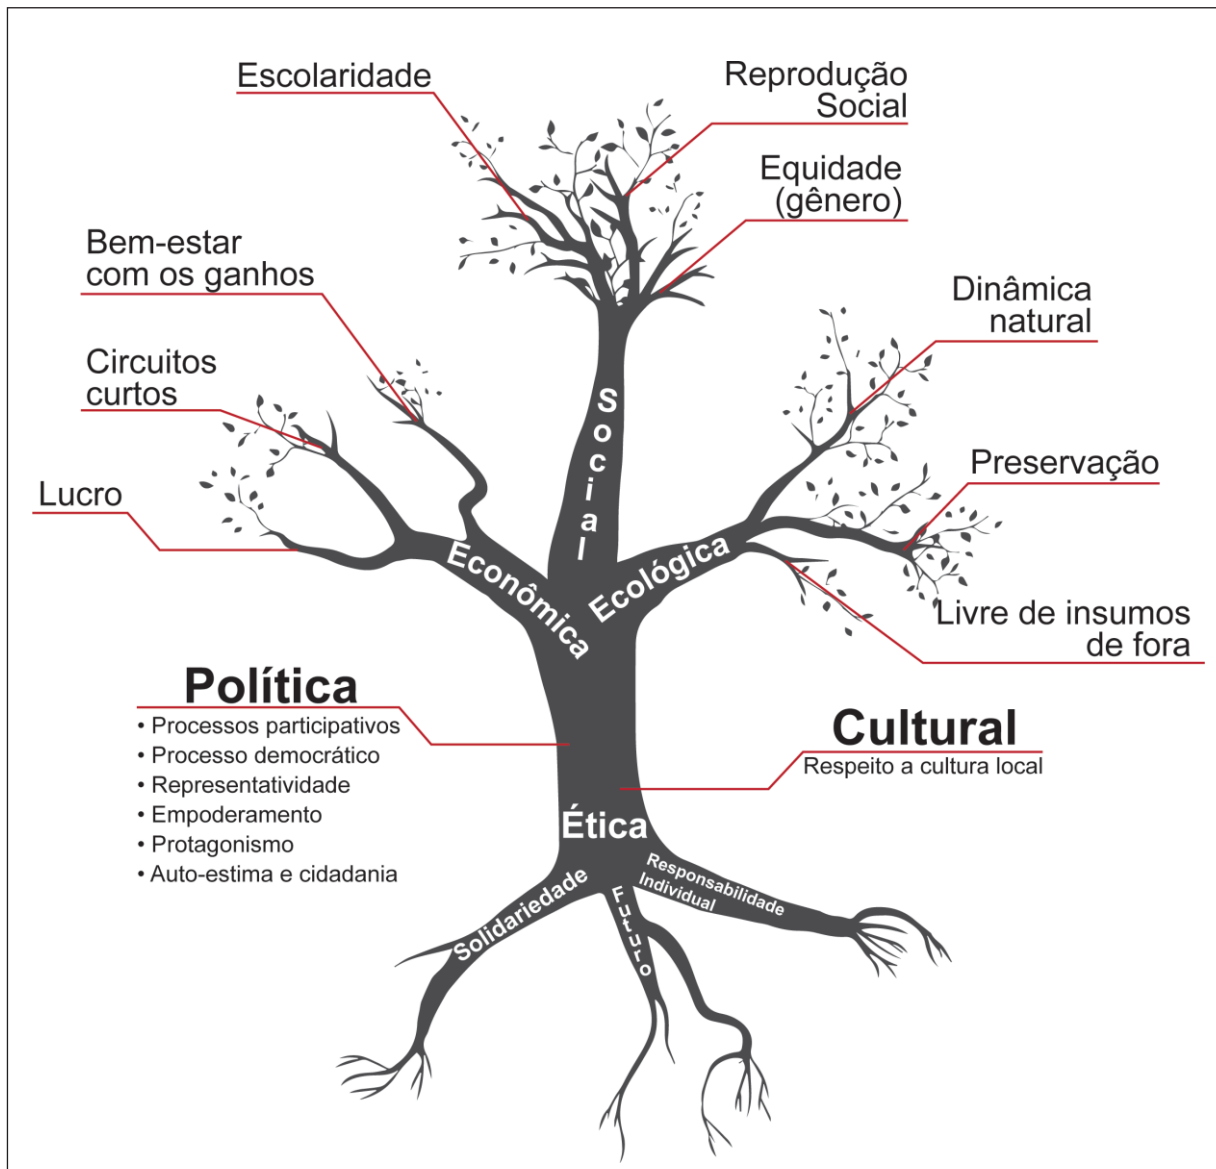 Escolaridade
Reprodução
Social
Equidade
(gênero)
Bem-estar
com os ganhos
Dinâmica
natural
Circuitos
curtos
Preservação
Lucro
Social
Econômica
Ecológica
Livre de insumos
de fora
Política
• Processos participativos
• Processo democrático
• Representatividade
• Empoderamento
• Protagonismo
• Auto-estima e cidadania
Cultural
Respeito a cultura local
Ética
Solidariedade
Futuro
Responsabilidade
Individual